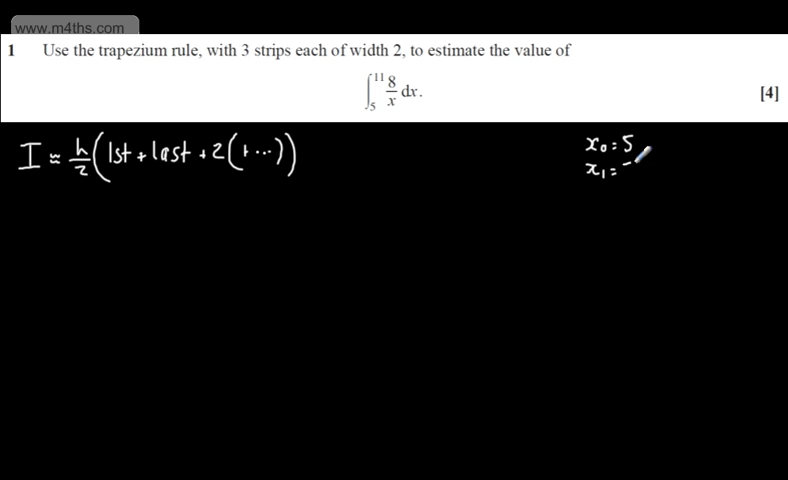 www.m4ths.com
1 Use the trapezium rule, with 3 strips each of width 2, to estimate the value of
∫₅¹¹ 8/x dx.
[4]
I ≈ h/2 (1st + last + 2(1 ...))
x₀ = 5
x₁ =